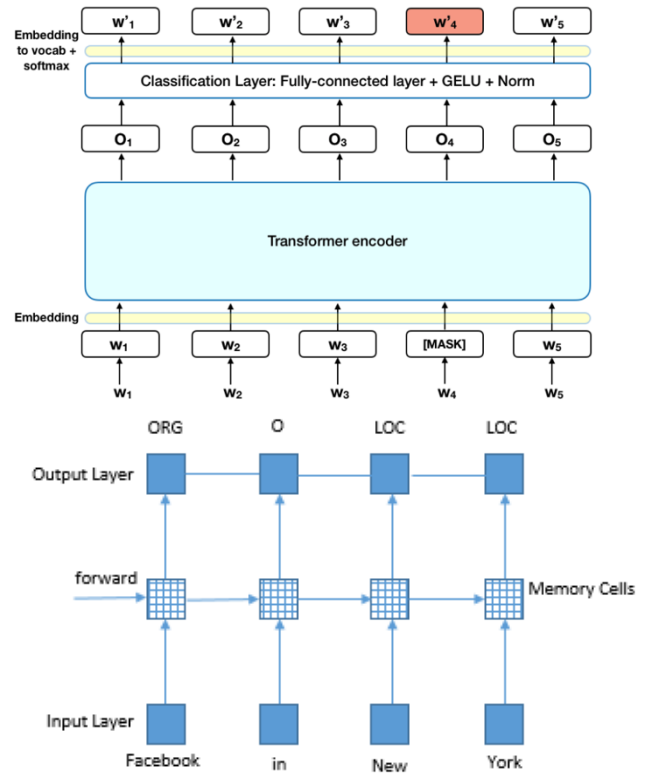 w'1 w'2 w'3 w'4 w'5
Embedding
to vocab +
softmax
Classification Layer: Fully-connected layer + GELU + Norm
O1 O2 O3 O4 O5
Transformer encoder
Embedding
w1 w2 w3 [MASK] w5
w1 w2 w3 w4 w5
ORG O LOC LOC
Output Layer
forward
Memory Cells
Input Layer
Facebook in New York